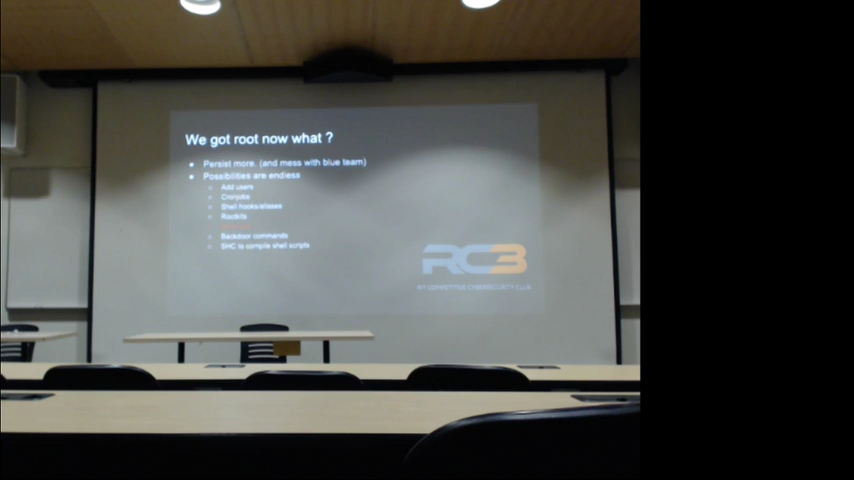 We got root now what ?
Persist more. (and mess with blue team)
Possibilities are endless
Add users
Cronjobs
Shell hooks/aliases
Rootkits
Backdoor commands
SHC to compile shell scripts
RC3
RIT COMPETITIVE CYBERSECURITY CLUB